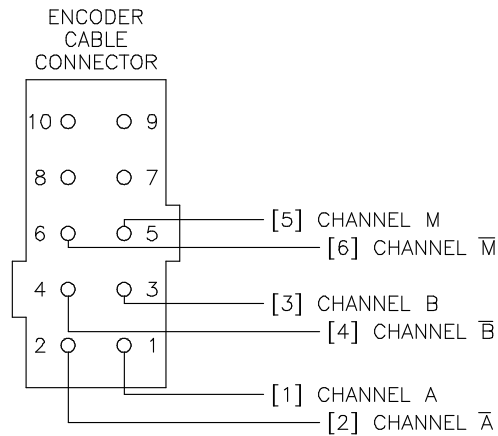 ENCODER
CABLE
CONNECTOR
10 9
8 7
6 5
[5] CHANNEL M
[6] CHANNEL M̅
4 3
[3] CHANNEL B
[4] CHANNEL B̅
2 1
[1] CHANNEL A
[2] CHANNEL A̅